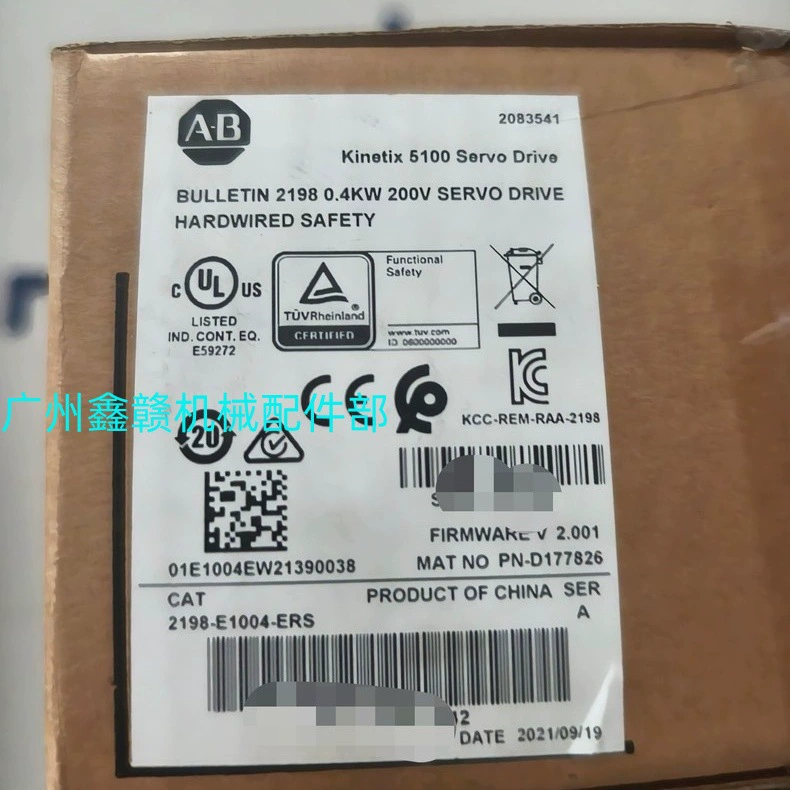 A-B
2083541
Kinetix 5100 Servo Drive
BULLETIN 2198 0.4KW 200V SERVO DRIVE
HARDWIRED SAFETY
C UL US
LISTED
IND. CONT. EQ.
E59272
TÜVRheinland
CERTIFIED
Functional
Safety
www.tuv.com
ID 0600000000
CE
KCC-REM-RAA-2198
广州鑫赣机械配件部
20
S
FIRMWARE V 2.001
01E1004EW21390038
MAT NO PN-D177826
CAT
PRODUCT OF CHINA SER
2198-E1004-ERS
A
12
DATE 2021/09/19